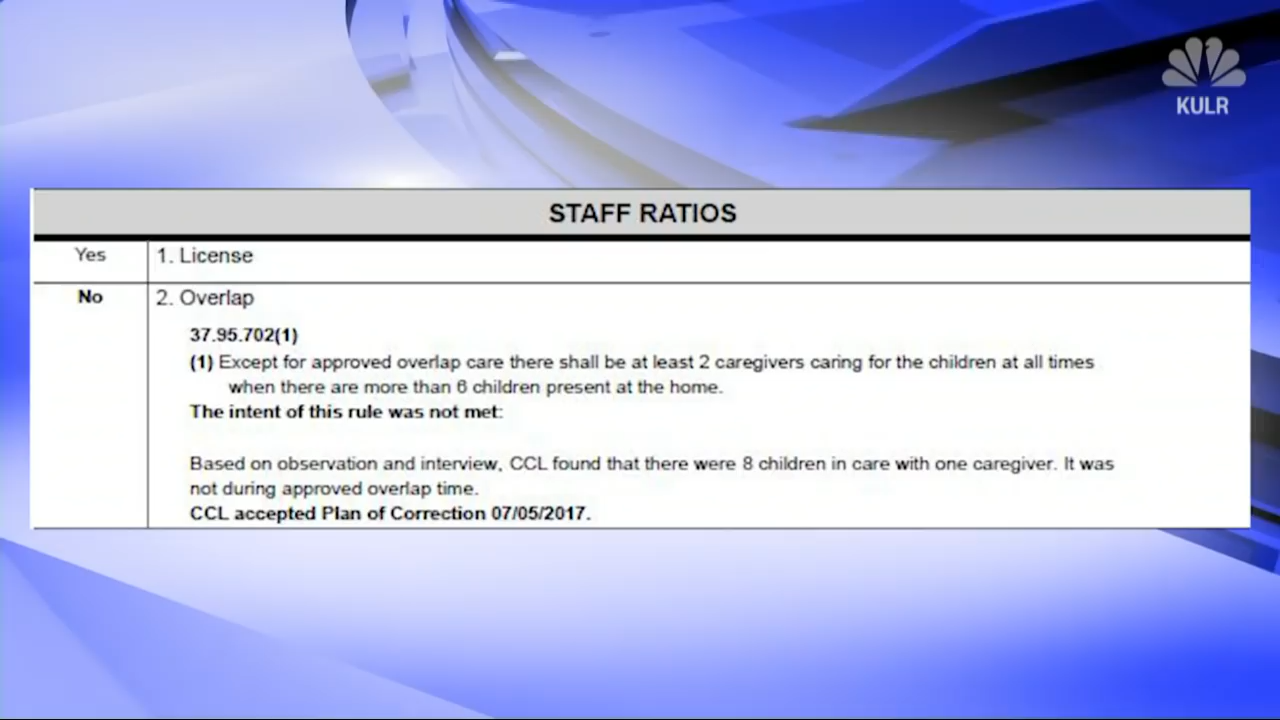 KULR
STAFF RATIOS
Yes
1. License
No
2. Overlap
37.95.702(1)
(1) Except for approved overlap care there shall be at least 2 caregivers caring for the children at all times
when there are more than 6 children present at the home.
The intent of this rule was not met:
Based on observation and interview, CCL found that there were 8 children in care with one caregiver. It was
not during approved overlap time.
CCL accepted Plan of Correction 07/05/2017.